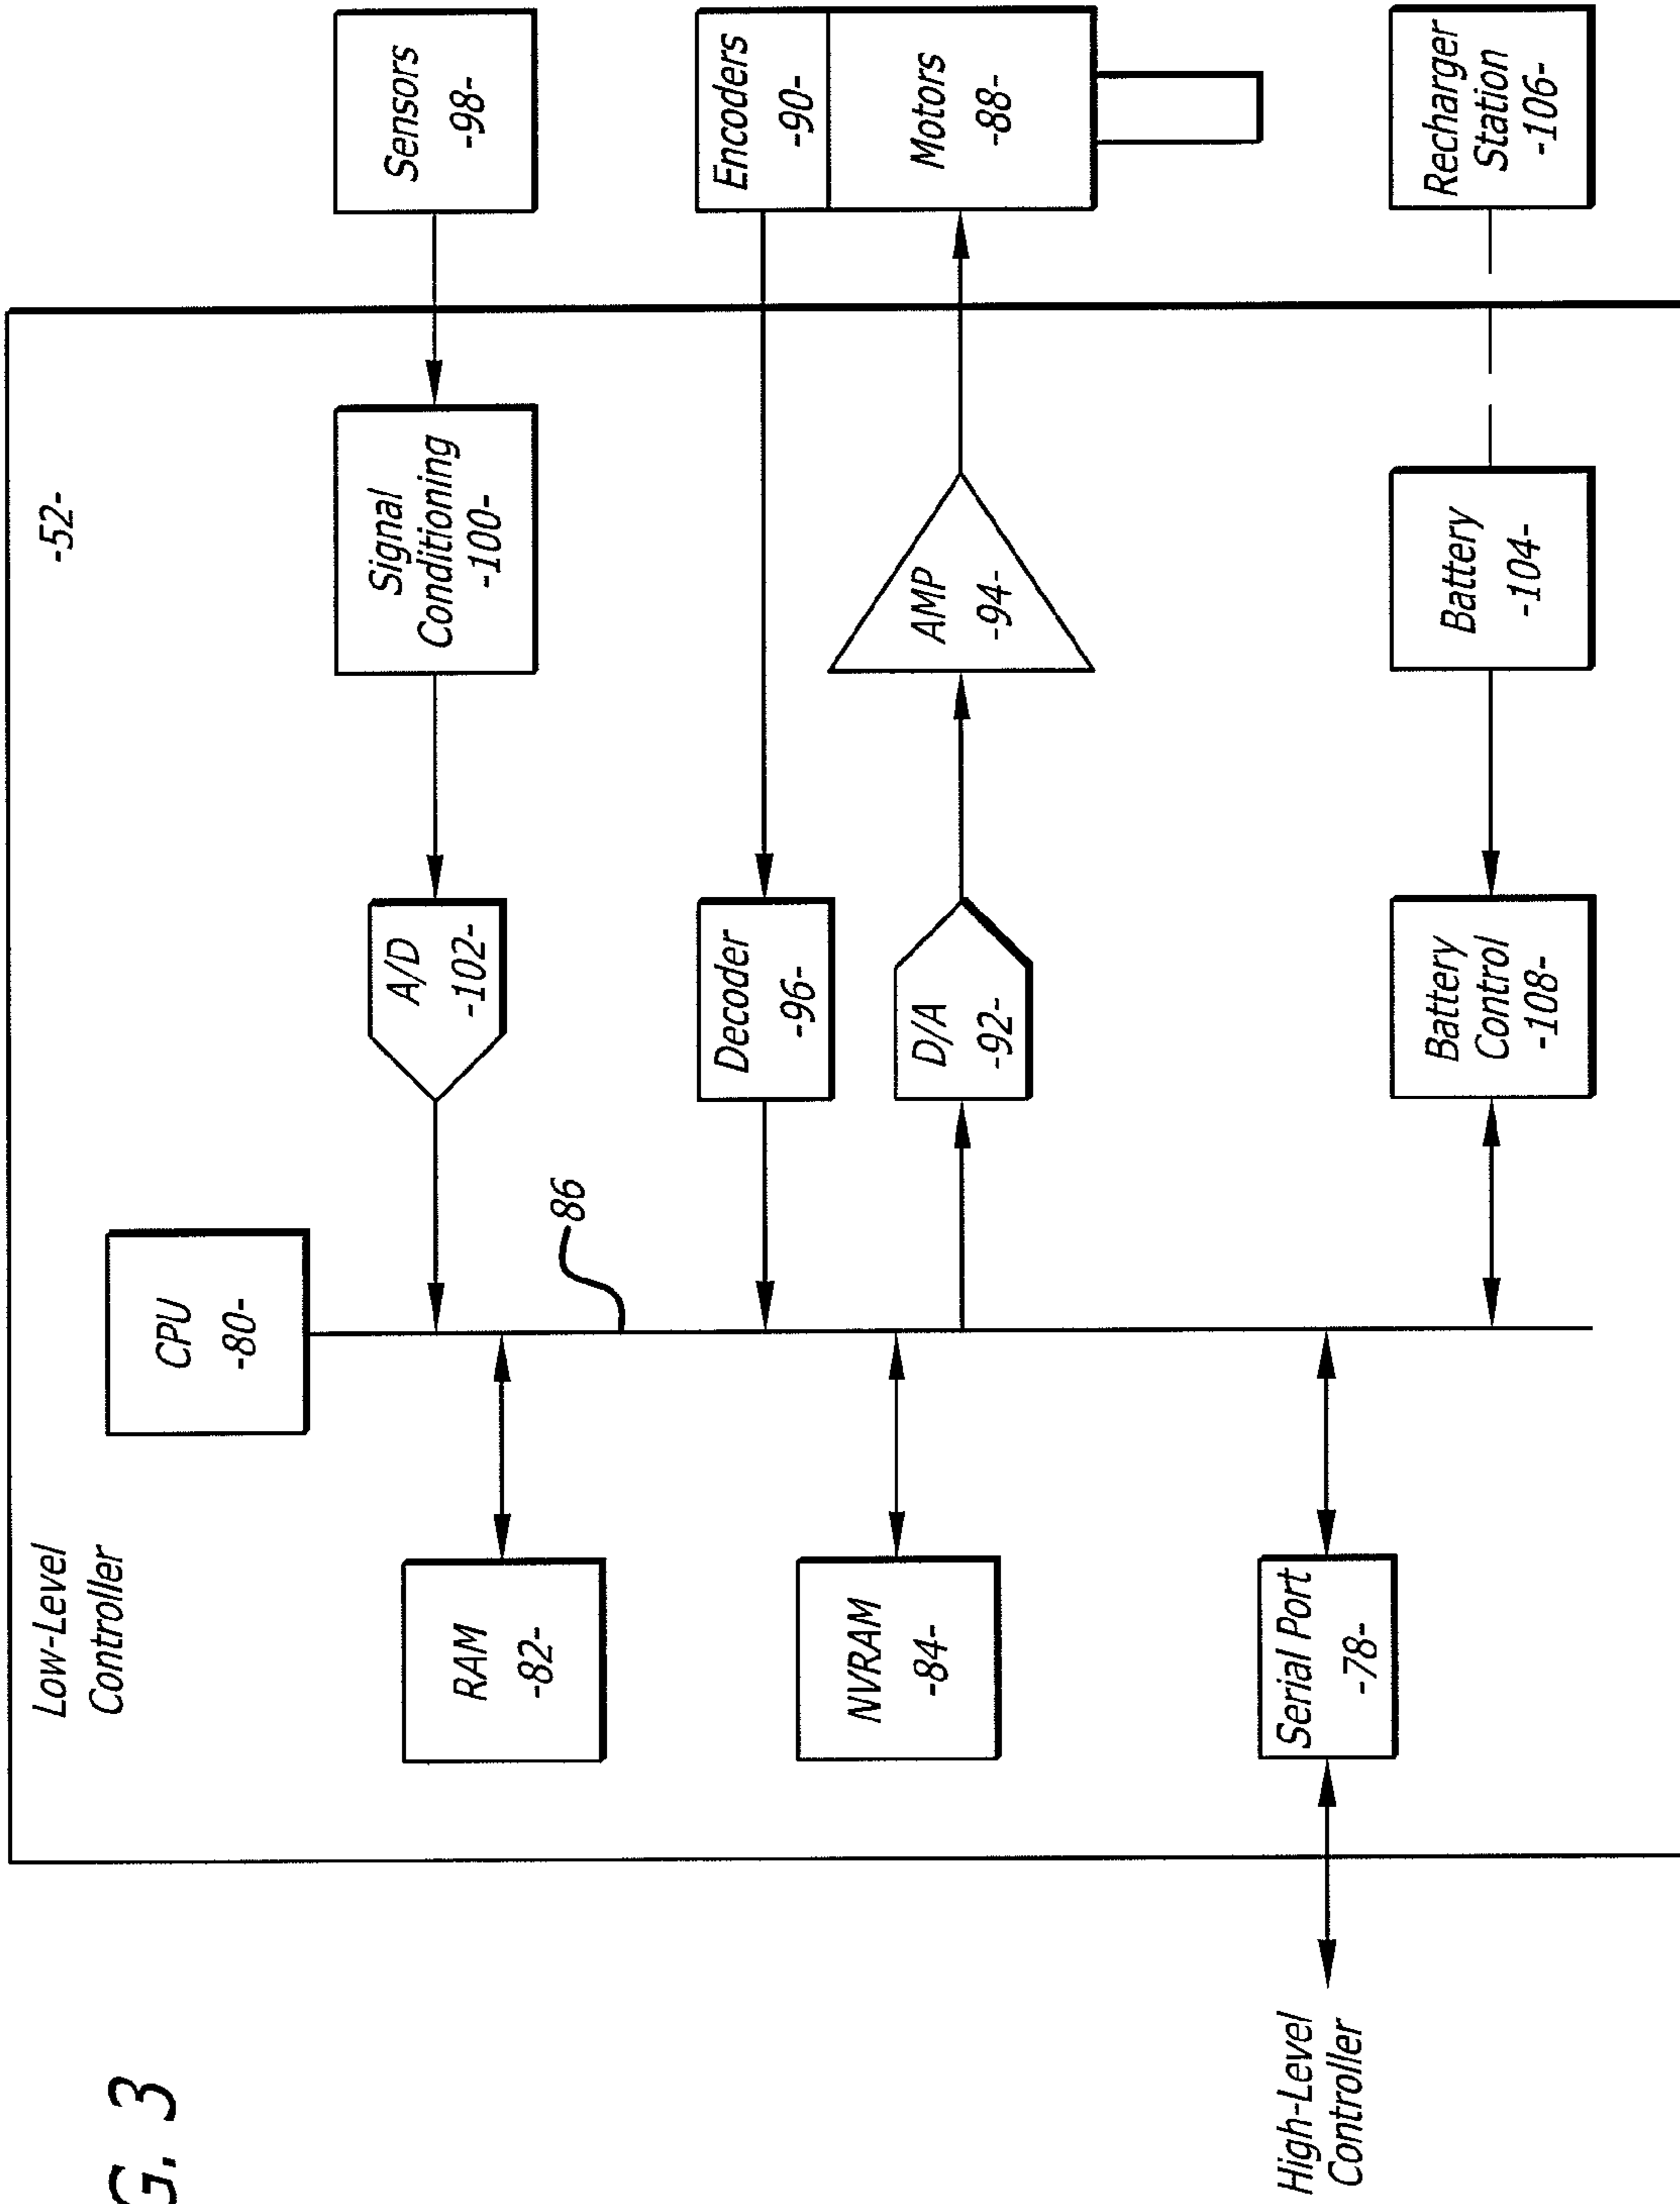 G. 3
Low-Level
Controller
-52-
CPU
-80-
RAM
-82-
86
A/D
-102-
Signal
Conditioning
-100-
Sensors
-98-
NVRAM
-84-
Decoder
-96-
Encoders
-90-
D/A
-92-
AMP
-94-
Motors
-88-
High-Level
Controller
Serial Port
-78-
Battery
Control
-108-
Battery
-104-
Recharger
Station
-106-